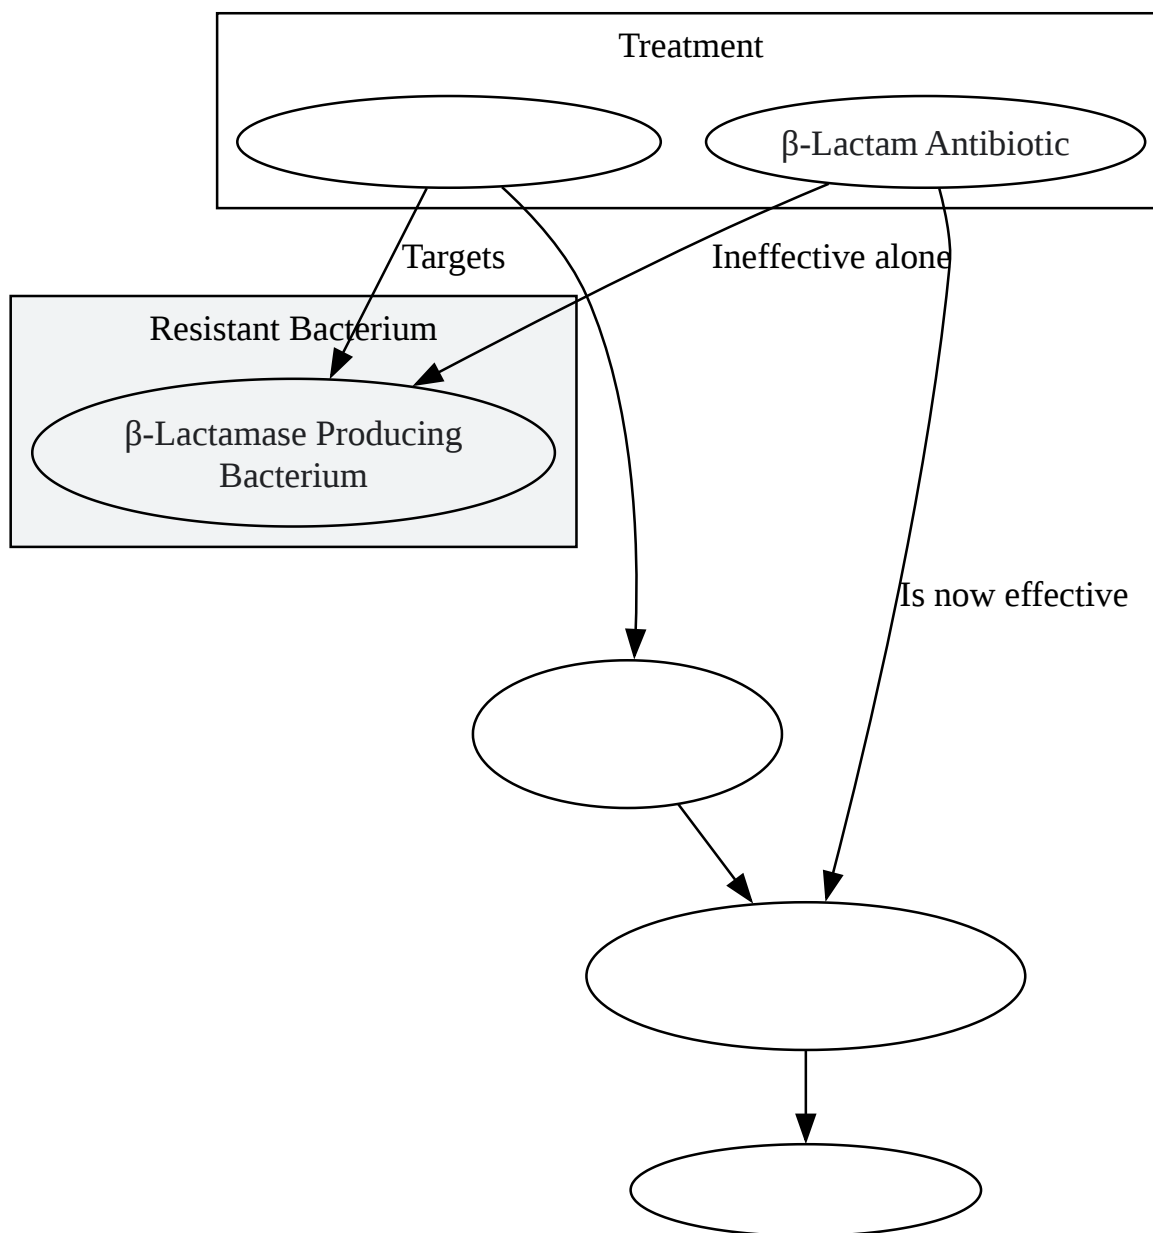 Treatment
β-Lactam Antibiotic
Targets
Ineffective alone
Resistant Bacterium
β-Lactamase Producing
Bacterium
Is now effective